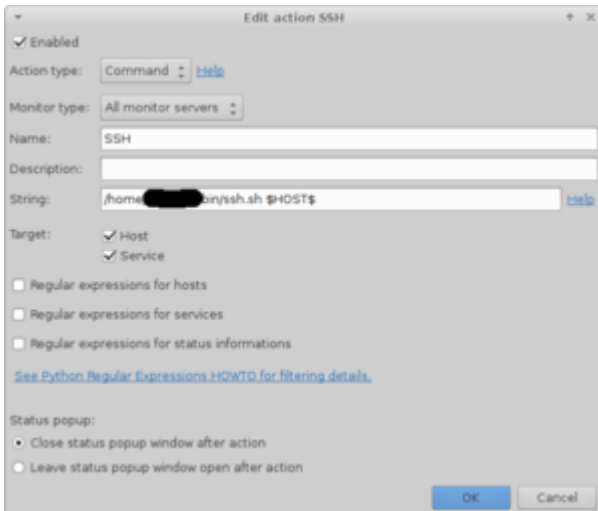 Edit action SSH
Enabled
Action type: Command Help
Monitor type: All monitor servers
Name: SSH
Description:
String: /home bin/ssh.sh $HOST$ Help
Target: Host
Service
Regular expressions for hosts
Regular expressions for services
Regular expressions for status informations
See Python Regular Expressions HOWTO for filtering details.
Status popup:
Close status popup window after action
Leave status popup window open after action
OK Cancel